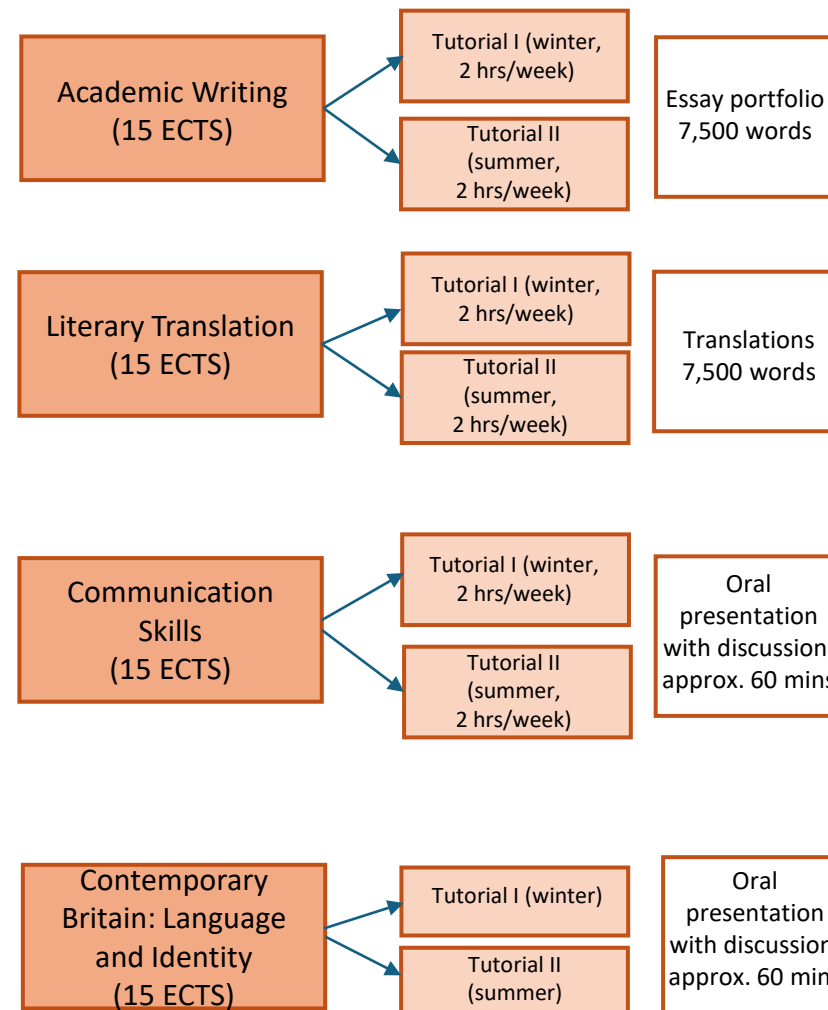 Academic Writing
(15 ECTS)
Tutorial I (winter,
2 hrs/week)
Tutorial II
(summer,
2 hrs/week)
Essay portfolio
7,500 words
Literary Translation
(15 ECTS)
Tutorial I (winter,
2 hrs/week)
Tutorial II
(summer,
2 hrs/week)
Translations
7,500 words
Communication
Skills
(15 ECTS)
Tutorial I (winter,
2 hrs/week)
Tutorial II
(summer,
2 hrs/week)
Oral
presentation
with discussion
approx. 60 mins
Contemporary
Britain: Language
and Identity
(15 ECTS)
Tutorial I (winter)
Tutorial II
(summer)
Oral
presentation
with discussion
approx. 60 min